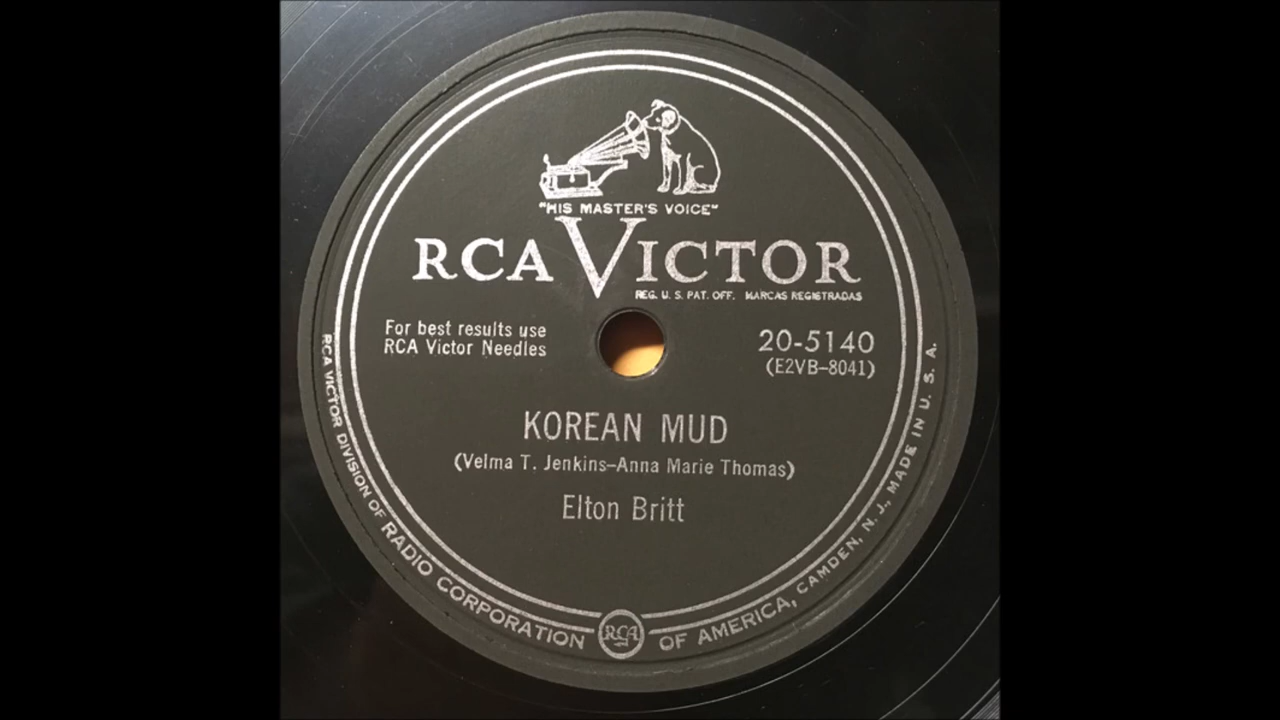 "HIS MASTER'S VOICE"
RCA VICTOR
REG. U. S. PAT. OFF. MARCAS REGISTRADAS
For best results use
RCA Victor Needles
20-5140
(E2VB-8041)
KOREAN MUD
(Velma T. Jenkins-Anna Marie Thomas)
Elton Britt
RCA VICTOR DIVISION OF RADIO CORPORATION OF AMERICA, CAMDEN, N. J., MADE IN U. S. A.
RCA